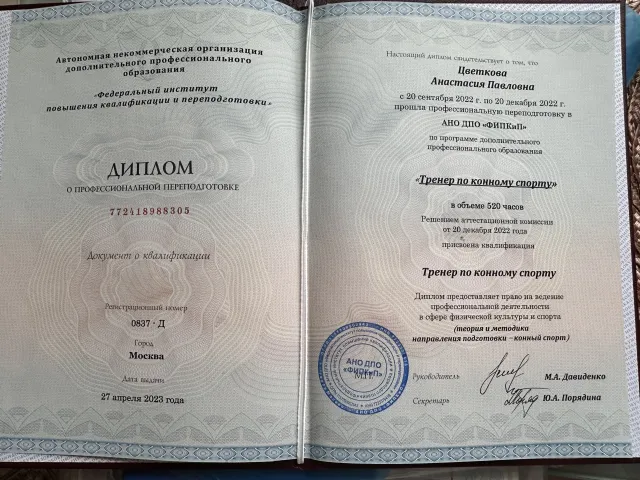 Автономная некоммерческая организация
дополнительного профессионального
образования
«Федеральный институт
повышения квалификации и переподготовки»
ДИПЛОМ
О ПРОФЕССИОНАЛЬНОЙ ПЕРЕПОДГОТОВКЕ
772418988305
Документ о квалификации
Регистрационный номер
0837 - Д
Город
Москва
Дата выдачи
27 апреля 2023 года
Настоящий диплом свидетельствует о том, что
Цветкова
Анастасия Павловна
с 20 сентября 2022 г. по 20 декабря 2022 г.
прошла профессиональную переподготовку в
АНО ДПО «ФИПКиП»
по программе дополнительного
профессионального образования
«Тренер по конному спорту»
в объеме 520 часов
Решением аттестационной комиссии
от 20 декабря 2022 года
присвоена квалификация
Тренер по конному спорту
Диплом предоставляет право на ведение
профессиональной деятельности
в сфере физической культуры и спорта
(теория и методика
направления подготовки –конный спорт)
АНО ДПО
«ФИПКиП»
М.П.
Руководитель М.А. Давиденко
Секретарь Ю.А. Порядина